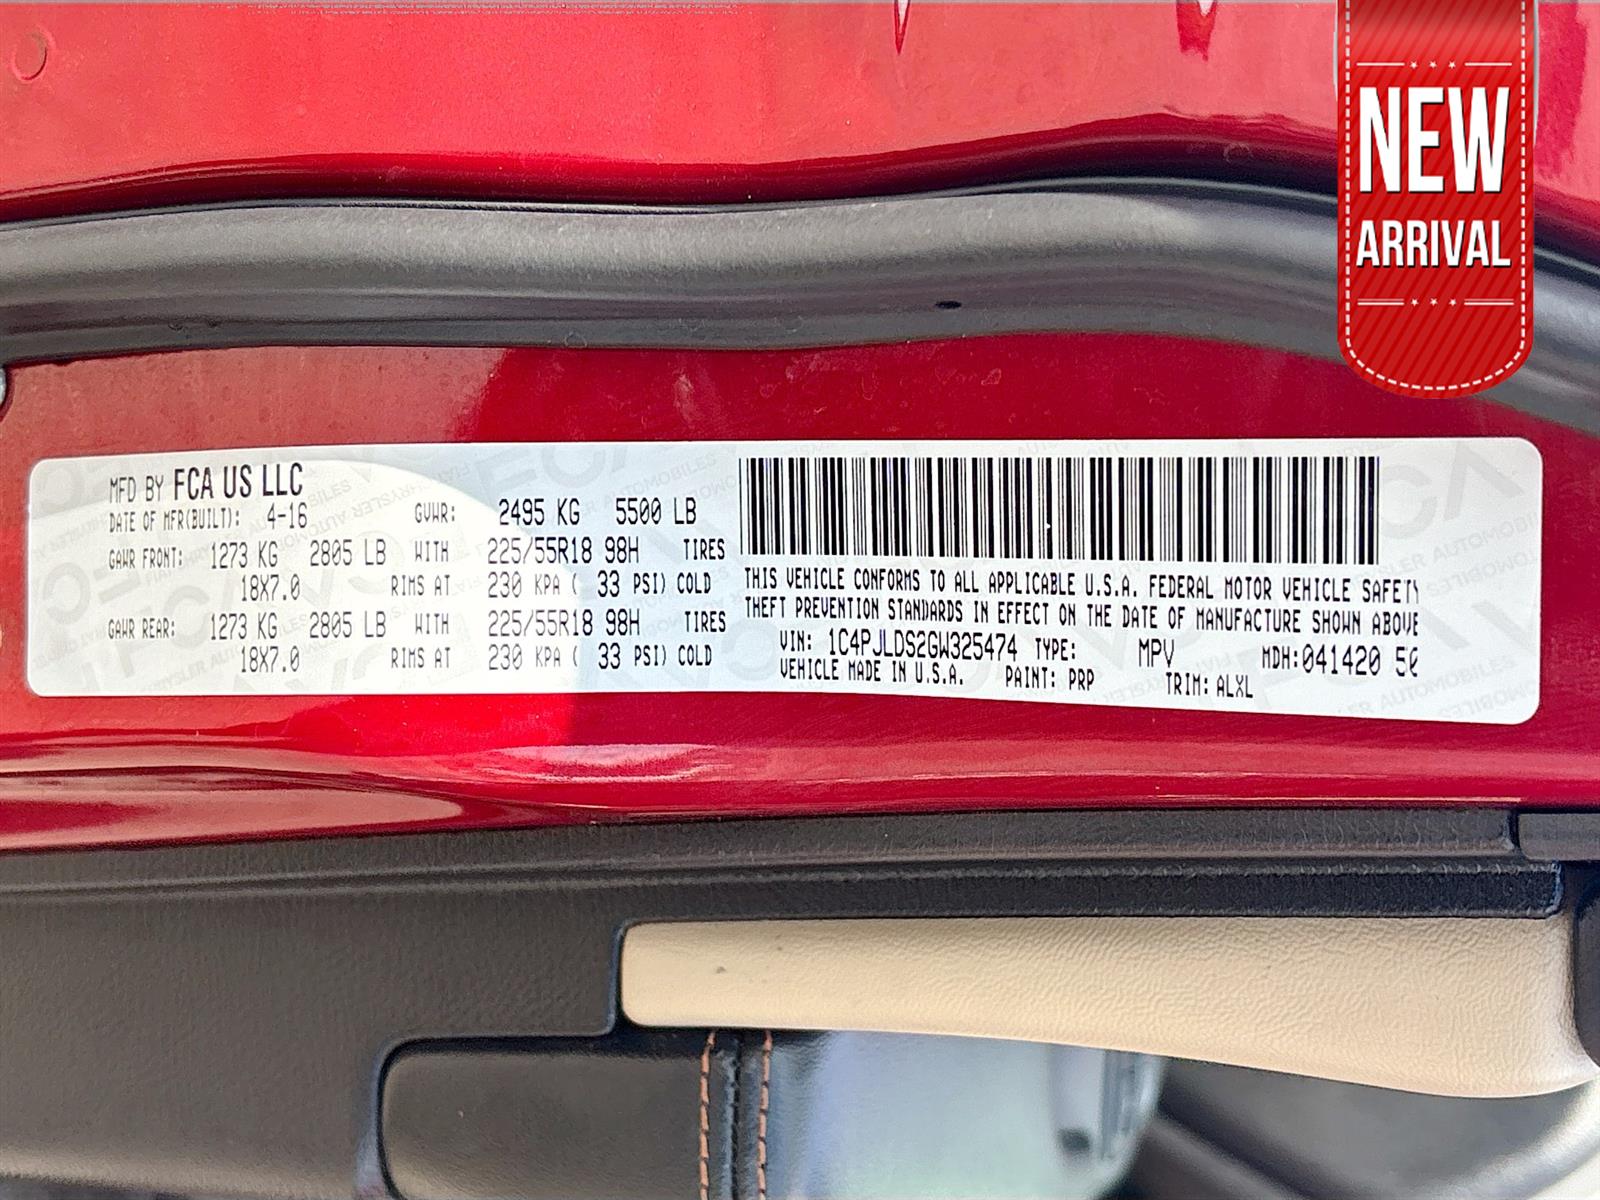 NEW
ARRIVAL
MFD BY FCA US LLC
DATE OF MFR(BUILT): 4-16 GVWR: 2495 KG 5500 LB
GAWR FRONT: 1273 KG 2805 LB WITH 225/55R18 98H TIRES
18X7.0 RIMS AT 230 KPA ( 33 PSI) COLD
GAWR REAR: 1273 KG 2805 LB WITH 225/55R18 98H TIRES
18X7.0 RIMS AT 230 KPA ( 33 PSI) COLD
THIS VEHICLE CONFORMS TO ALL APPLICABLE U.S.A. FEDERAL MOTOR VEHICLE SAFETY
THEFT PREVENTION STANDARDS IN EFFECT ON THE DATE OF MANUFACTURE SHOWN ABOVE
VIN: 1C4PJLDS2GW325474 TYPE: MPV MDH:041420 50
VEHICLE MADE IN U.S.A. PAINT: PRP TRIM: ALXL